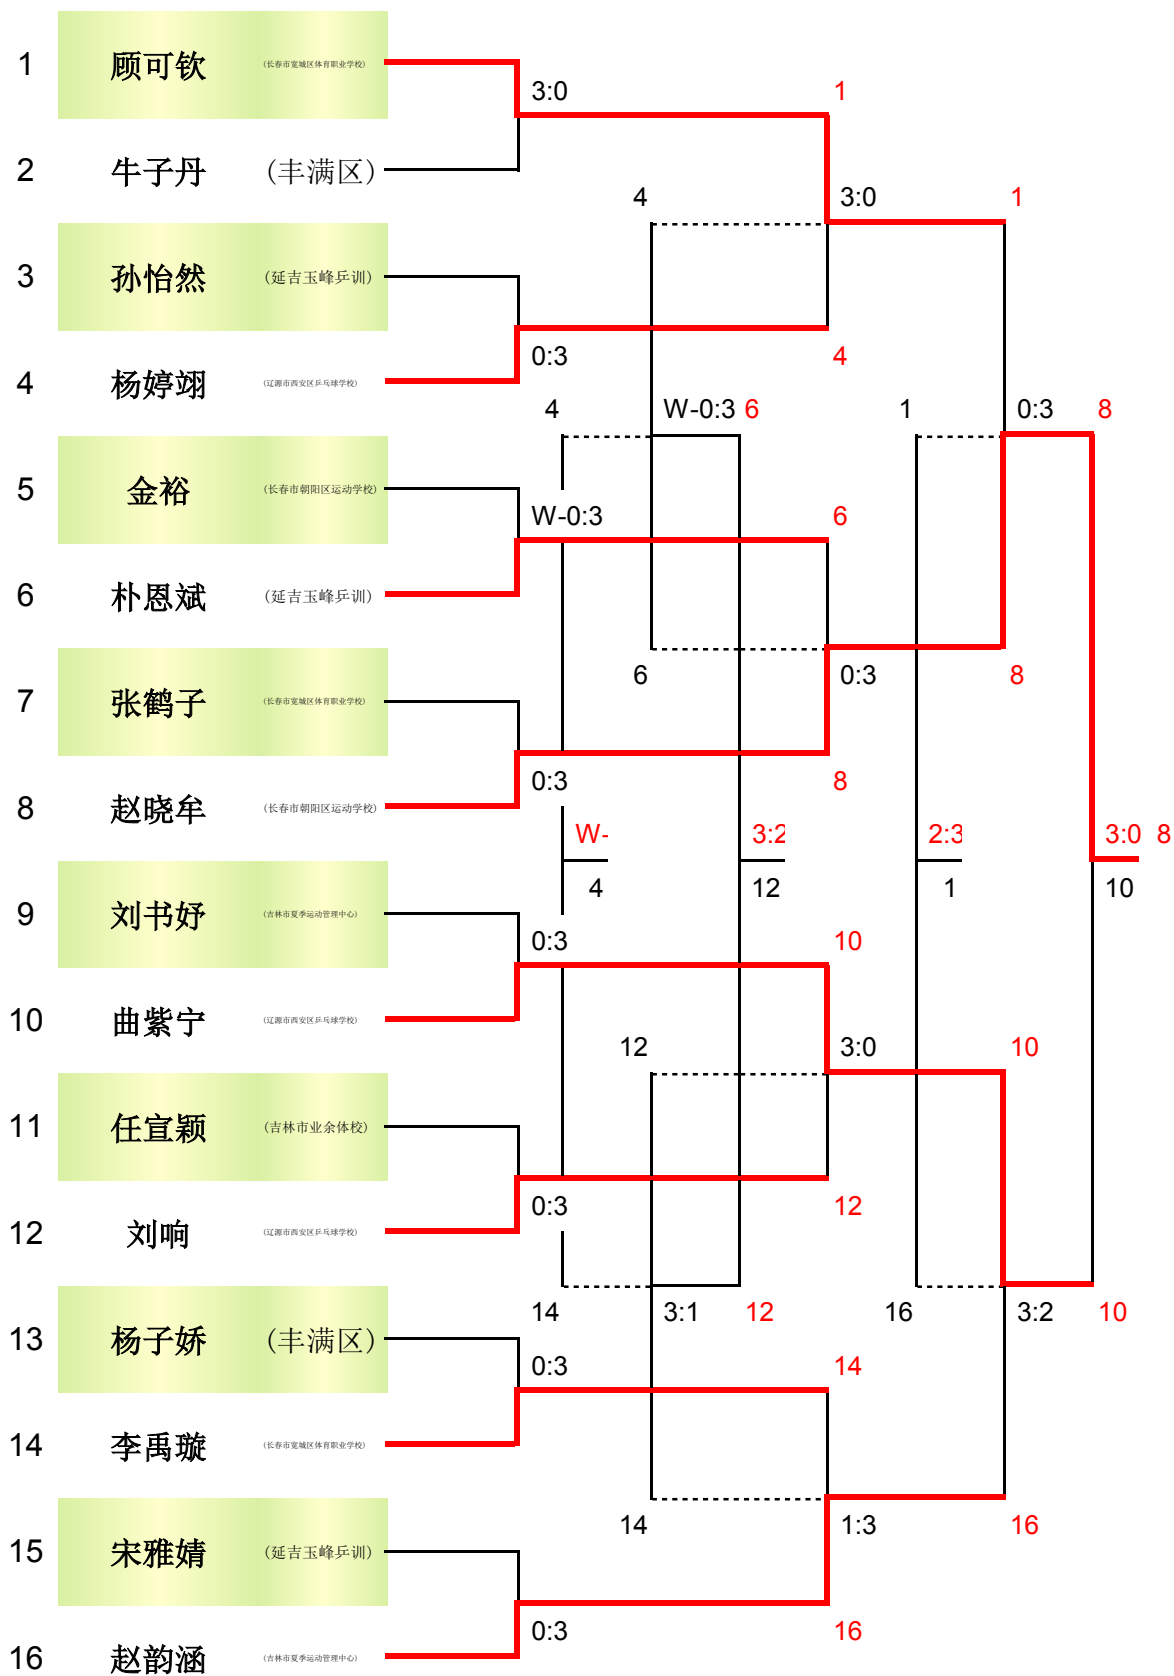 1 顾可钦 (长春市宽城区体育职业学校)
3:0 1
2 牛子丹 (丰满区)
4 3:0 1
3 孙怡然 (延吉玉峰乒训)
0:3 4
4 杨婷翊 (辽源市西安区乒乓球学校)
4 W-0:3 6 1 0:3 8
5 金裕 (长春市朝阳区运动学校)
W-0:3 6
6 朴恩斌 (延吉玉峰乒训)
6 0:3 8
7 张鹤子 (长春市宽城区体育职业学校)
0:3 8
8 赵晓牟 (长春市朝阳区运动学校)
W- 3:2 2:3 3:0 8
4 12 1 10
9 刘书妤 (吉林市夏季运动管理中心)
0:3 10
10 曲紫宁 (辽源市西安区乒乓球学校)
12 3:0 10
11 任宣颖 (吉林市业余体校)
0:3 12
12 刘响 (辽源市西安区乒乓球学校)
14 3:1 12 16 3:2 10
13 杨子娇 (丰满区)
0:3 14
14 李禹璇 (长春市宽城区体育职业学校)
14 1:3 16
15 宋雅婧 (延吉玉峰乒训)
0:3 16
16 赵韵涵 (吉林市夏季运动管理中心)